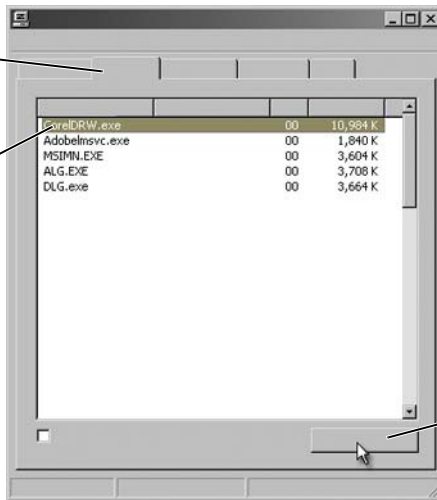 CorelDRW.exe 00 10,984 K
Adobelmsvc.exe 00 1,840 K
MSIMN.EXE 00 3,604 K
ALG.EXE 00 3,708 K
DLG.exe 00 3,664 K